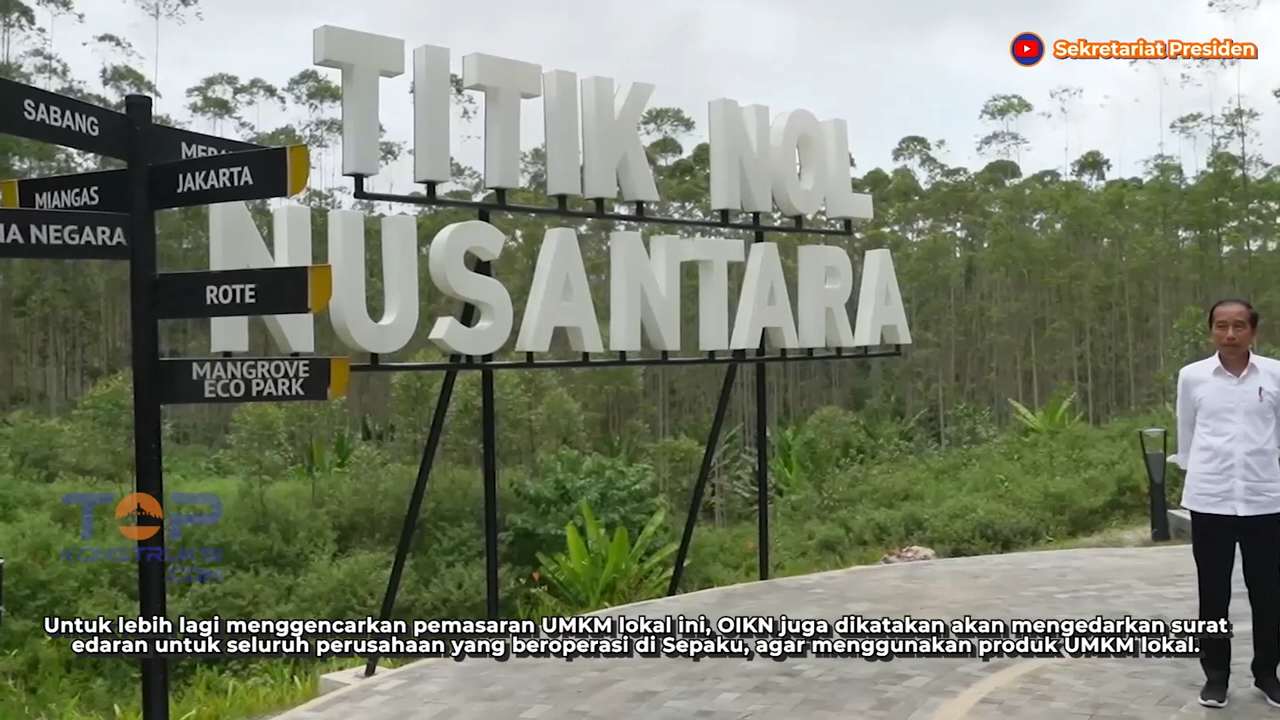 Sekretariat Presiden
TITIK NOL
NUSANTARA
SABANG
JAKARTA
MIANGAS
NEGARA
ROTE
MANGROVE
ECO PARK
TOP
KONSTRUKSI
.COM
Untuk lebih lagi menggencarkan pemasaran UMKM lokal ini, OIKN juga dikatakan akan mengedarkan surat
edaran untuk seluruh perusahaan yang beroperasi di Sepaku, agar menggunakan produk UMKM lokal.